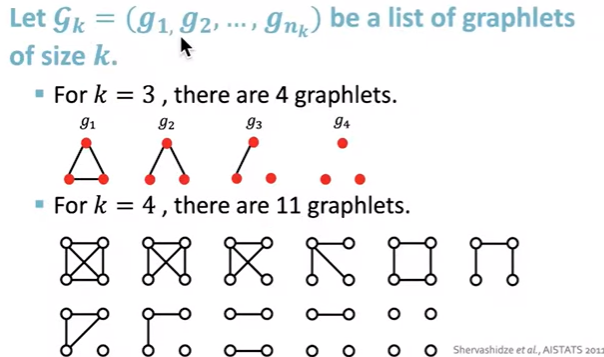 Let 𝒢ₖ = (g₁, g₂, ..., gₙₖ) be a list of graphlets
of size k.
For k = 3 , there are 4 graphlets.
g₁ g₂ g₃ g₄
For k = 4 , there are 11 graphlets.
Shervashidze et al., AISTATS 2011